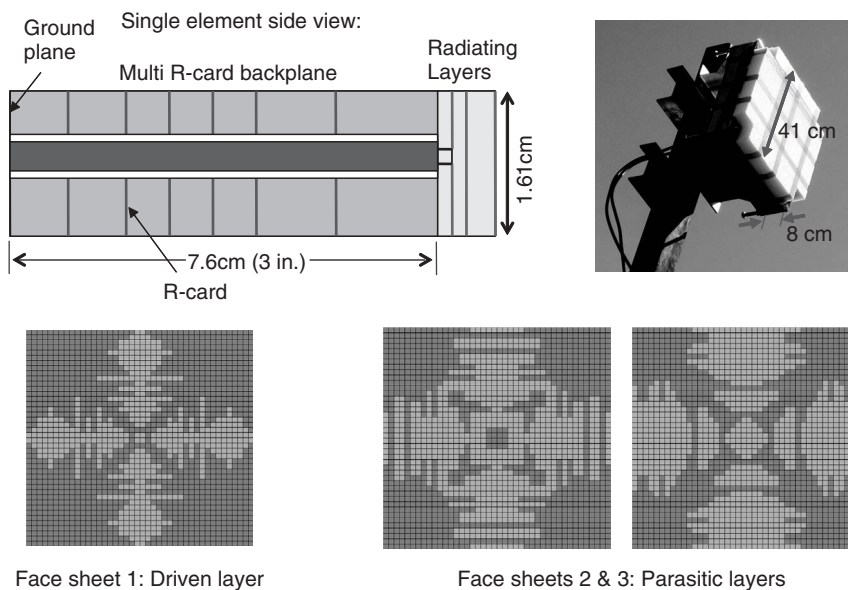 Single element side view:
Ground
plane
Multi R-card backplane
Radiating
Layers
1.61cm
7.6cm (3 in.)
R-card
41 cm
8 cm
Face sheet 1: Driven layer
Face sheets 2 & 3: Parasitic layers